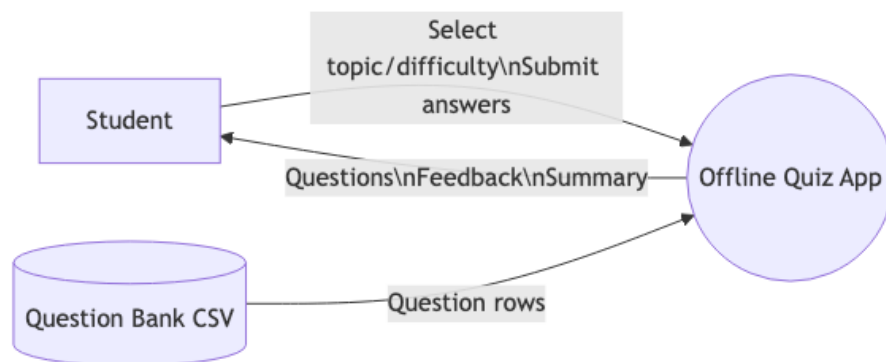 Select
topic/difficulty\nSubmit
answers
Student
Questions\nFeedback\nSummary
Offline Quiz App
Question Bank CSV
Question rows